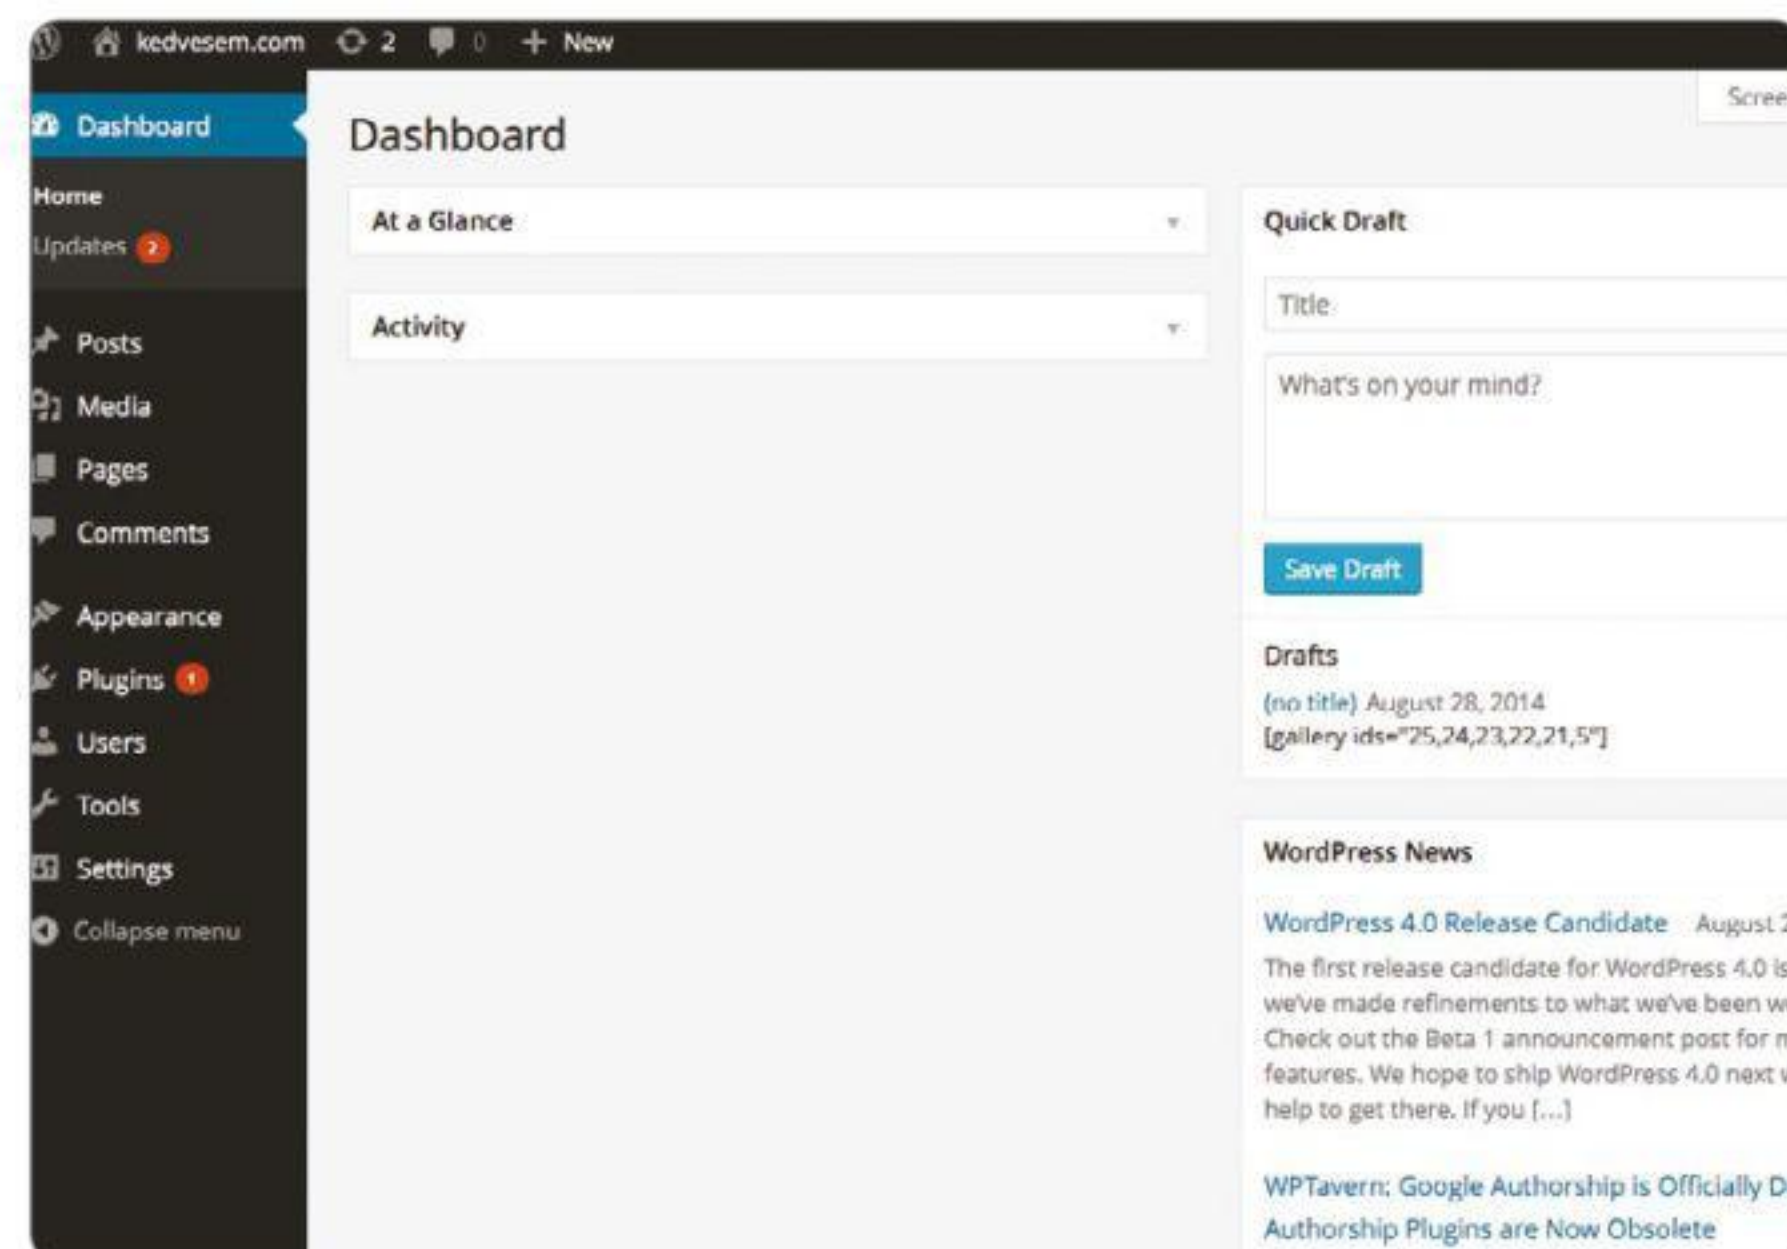 kedvesem.com 2 0 + New
Scree
Dashboard
Home
Updates 2
Posts
Media
Pages
Comments
Appearance
Plugins 1
Users
Tools
Settings
Collapse menu
Dashboard
At a Glance
Activity
Quick Draft
Title
What's on your mind?
Save Draft
Drafts
(no title) August 28, 2014
[gallery ids="25,24,23,22,21,5"]
WordPress News
WordPress 4.0 Release Candidate August 2
The first release candidate for WordPress 4.0 is
we've made refinements to what we've been w
Check out the Beta 1 announcement post for m
features. We hope to ship WordPress 4.0 next w
help to get there. If you [...]
WPTavern: Google Authorship is Officially D
Authorship Plugins are Now Obsolete